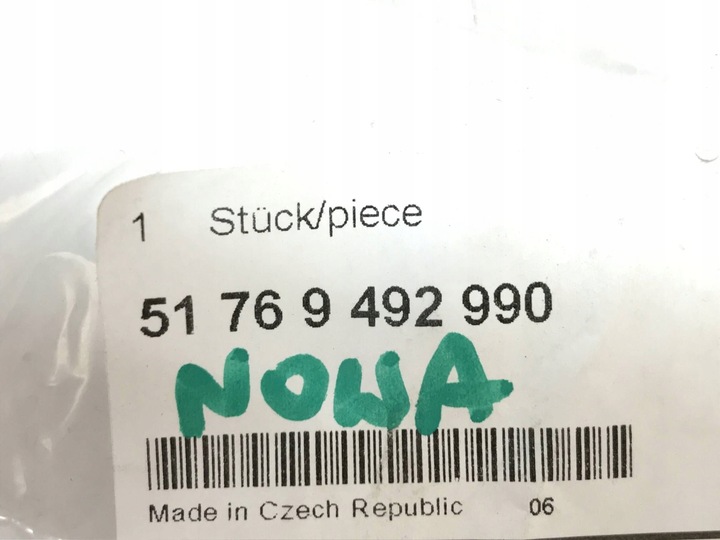 1 Stück/piece
51 76 9 492 990
NOWA
Made in Czech Republic 06